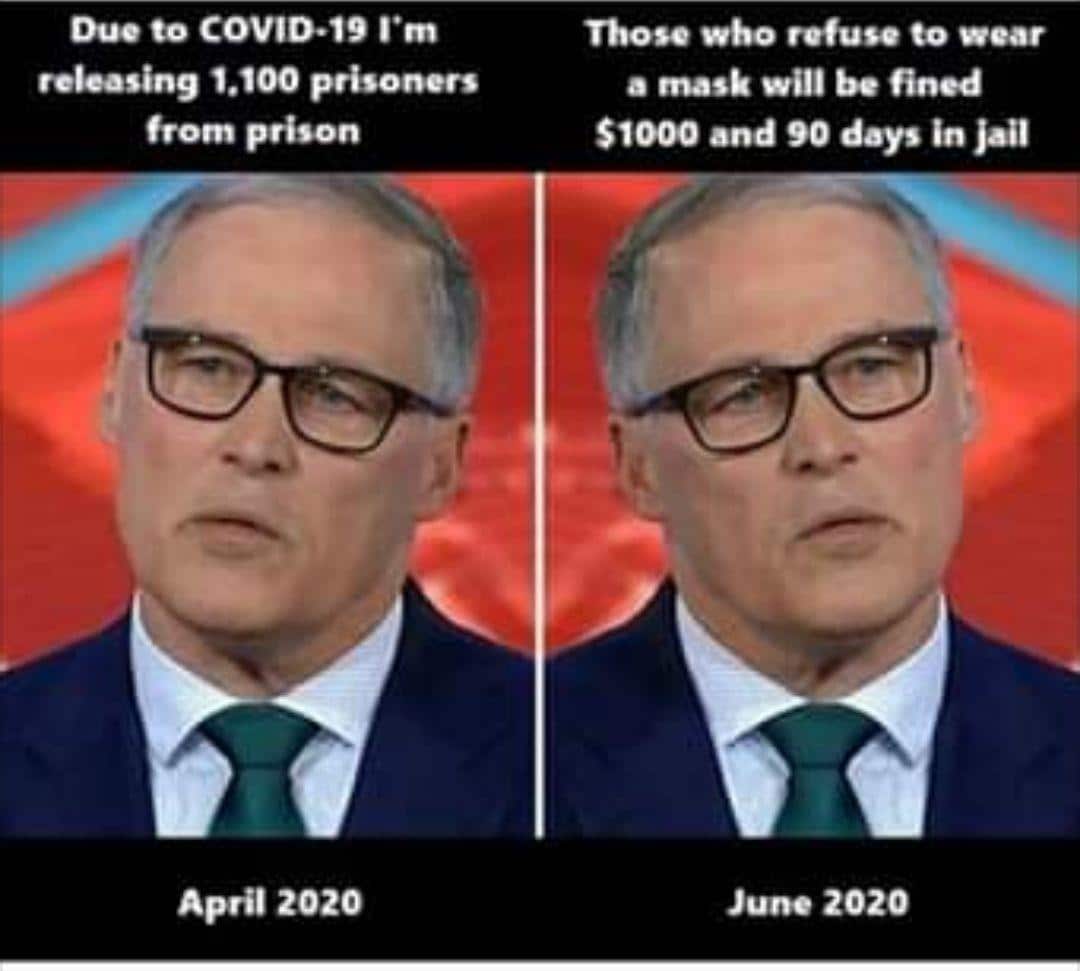 Due to COVID-19 I'm
releasing 1,100 prisoners
from prison
Those who refuse to wear
a mask will be fined
$1000 and 90 days in jail
April 2020
June 2020